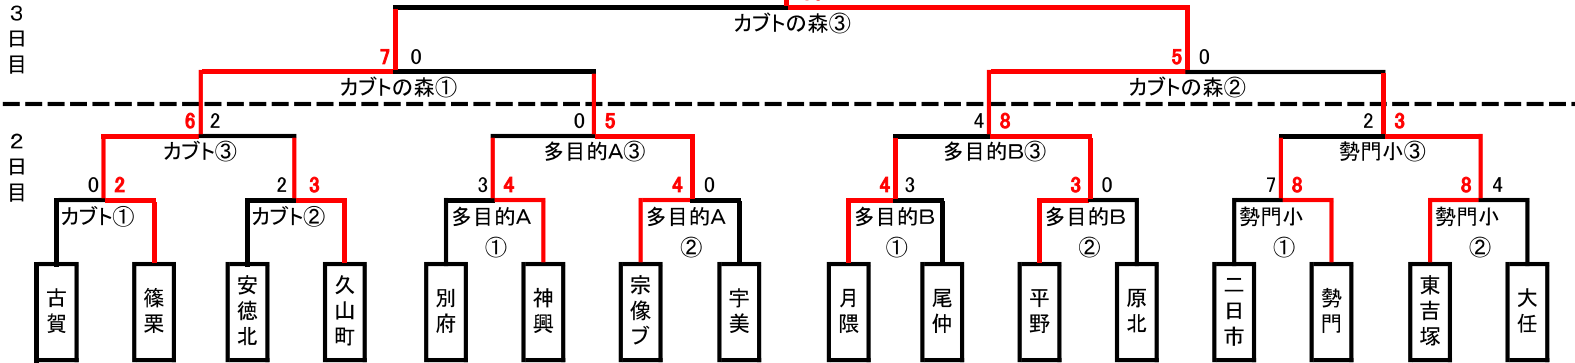 3日目
カブトの森③
7 0
5 0
カブトの森①
カブトの森②
2日目
6 2
0 5
4 8
2 3
カブト③
多目的A③
多目的B③
勢門小③
0 2
2 3
3 4
4 0
4 3
3 0
7 8
8 4
カブト①
カブト②
多目的A①
多目的A②
多目的B①
多目的B②
勢門小①
勢門小②
古賀
篠栗
安徳北
久山町
別府
神興
宗像ブ
宇美
月隈
尾仲
平野
原北
二日市
勢門
東吉塚
大任